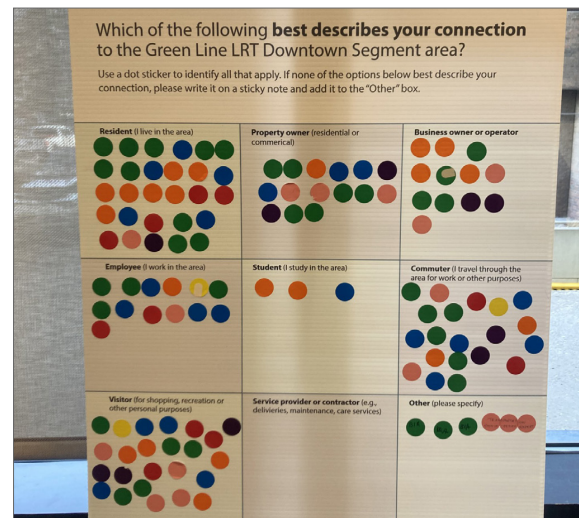 Which of the following best describes your connection
to the Green Line LRT Downtown Segment area?
Use a dot sticker to identify all that apply. If none of the options below best describe your
connection, please write it on a sticky note and add it to the "Other" box.
Resident (I live in the area)
Property owner (residential or
commerical)
Business owner or operator
Employee (I work in the area)
Student (I study in the area)
Commuter (I travel through the
area for work or other purposes)
Visitor (for shopping, recreation or
other personal purposes)
Service provider or contractor (e.g.,
delivieries, maintenance, care services)
Other (please specify)